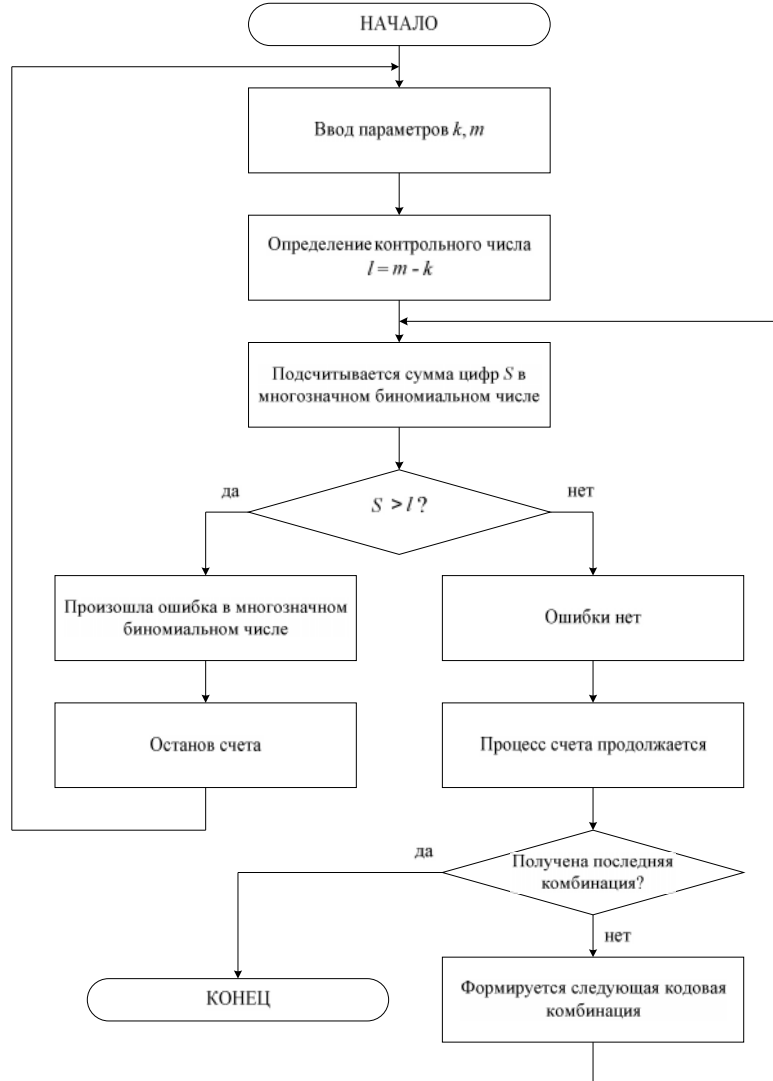 НАЧАЛО
Ввод параметров k, m
Определение контрольного числа
l = m - k
Подсчитывается сумма цифр S в
многозначном биномиальном числе
да
нет
S > l ?
Произошла ошибка в многозначном
биномиальном числе
Ошибки нет
Останов счета
Процесс счета продолжается
да
Получена последняя
комбинация?
нет
КОНЕЦ
Формируется следующая кодовая
комбинация